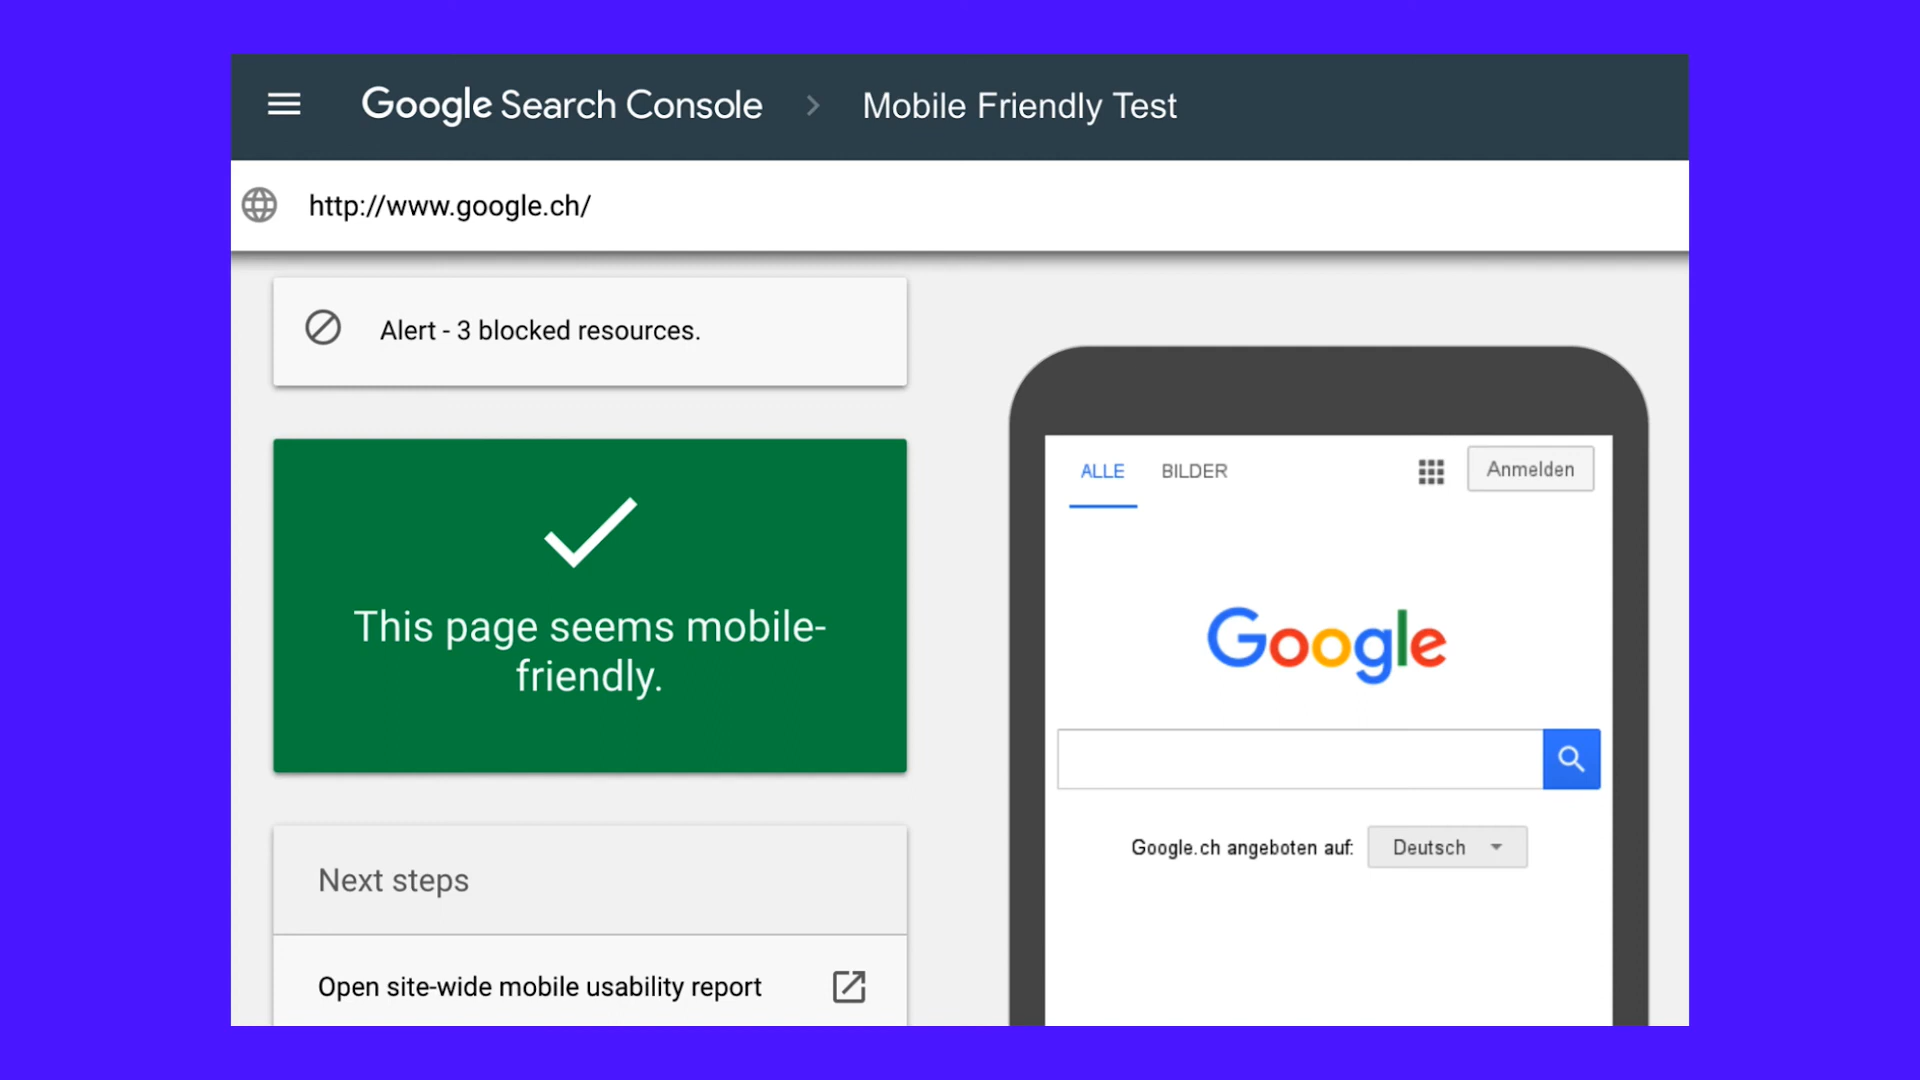 Google Search Console > Mobile Friendly Test
http://www.google.ch/
Alert - 3 blocked resources.
This page seems mobile-
friendly.
Next steps
Open site-wide mobile usability report
ALLE BILDER Anmelden
Google
Google.ch angeboten auf: Deutsch